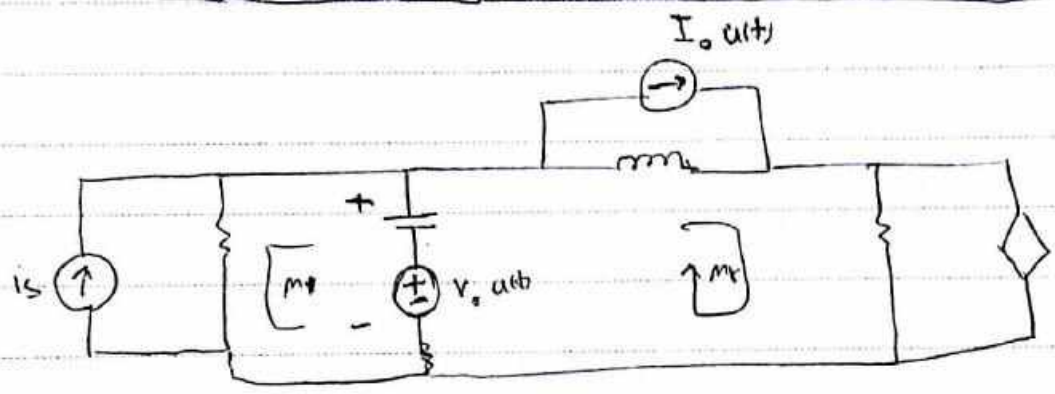 I₀ u(t)
+
is
+
-
V₀ u(t)
-